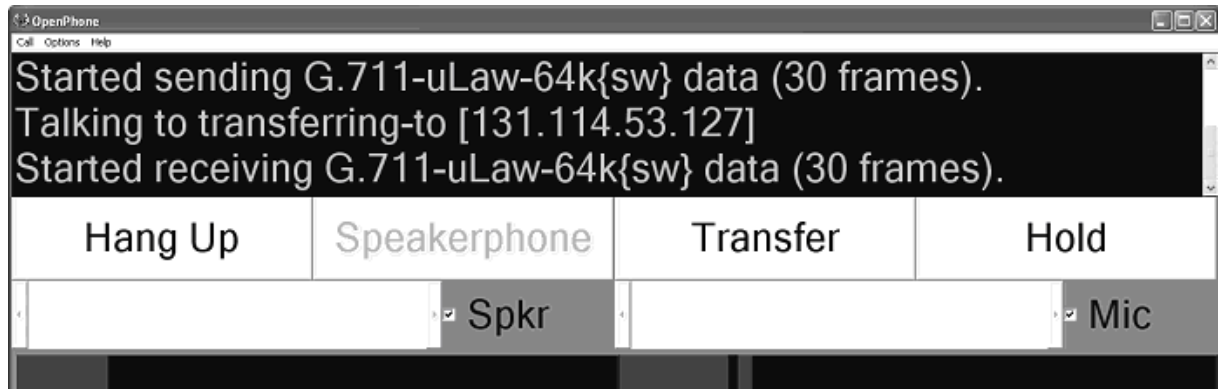 OpenPhone
Call Options Help
Started sending G.711-uLaw-64k{sw} data (30 frames).
Talking to transferring-to [131.114.53.127]
Started receiving G.711-uLaw-64k{sw} data (30 frames).
Hang Up Speakerphone Transfer Hold
Spkr Mic